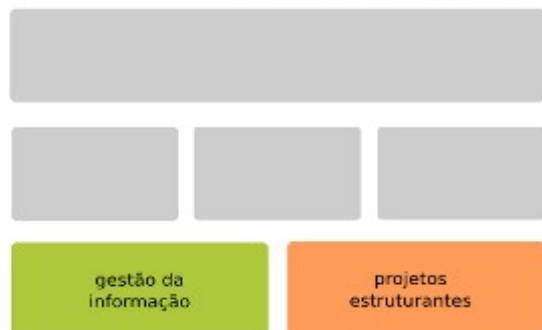 gestão da
informação
projetos
estruturantes